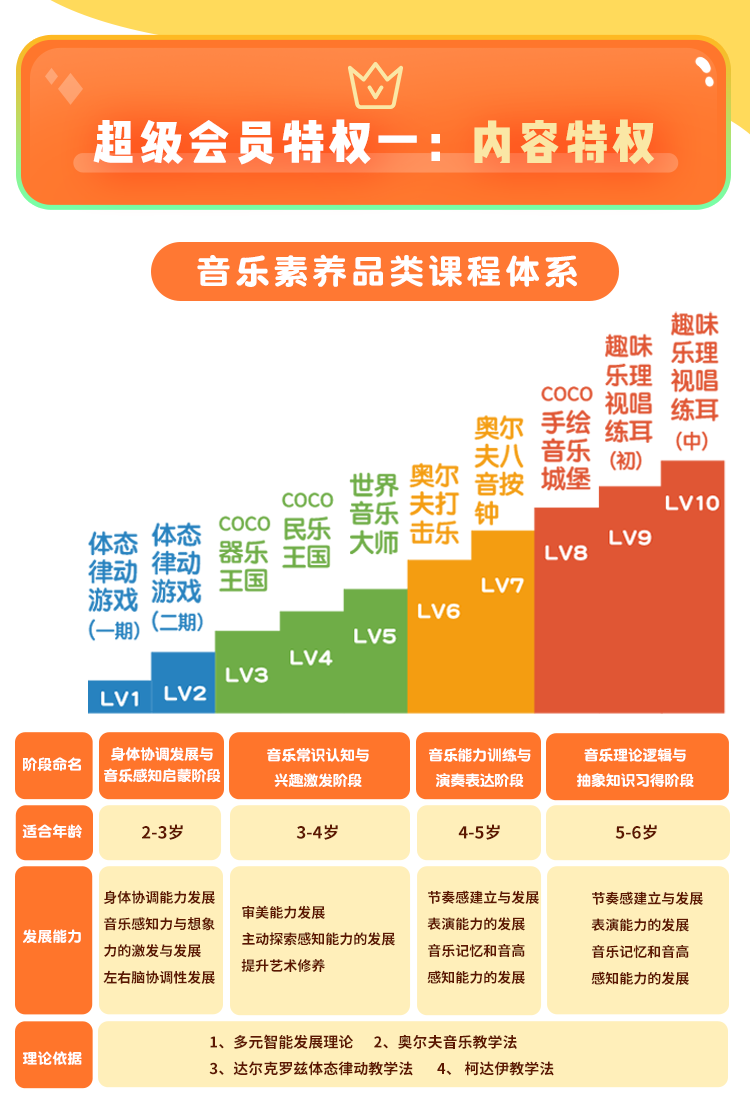 超级会员特权一：内容特权
音乐素养品类课程体系
体态
律动
游戏
(一期)
LV1
体态
律动
游戏
(二期)
LV2
COCO
器乐
王国
LV3
COCO
民乐
王国
LV4
世界
音乐
大师
LV5
奥尔
夫打
击乐
LV6
奥尔
夫八
音按
钟
LV7
COCO
手绘
音乐
城堡
LV8
趣味
乐理
视唱
练耳
(初)
LV9
趣味
乐理
视唱
练耳
(中)
LV10
阶段命名
身体协调发展与
音乐感知启蒙阶段
音乐常识认知与
兴趣激发阶段
音乐能力训练与
演奏表达阶段
音乐理论逻辑与
抽象知识习得阶段
适合年龄
2-3岁
3-4岁
4-5岁
5-6岁
发展能力
身体协调能力发展
音乐感知力与想象
力的激发与发展
左右脑协调性发展
审美能力发展
主动探索感知能力的发展
提升艺术修养
节奏感建立与发展
表演能力的发展
音乐记忆和音高
感知能力的发展
节奏感建立与发展
表演能力的发展
音乐记忆和音高
感知能力的发展
理论依据
1、多元智能发展理论 2、奥尔夫音乐教学法
3、达尔克罗兹体态律动教学法 4、 柯达伊教学法